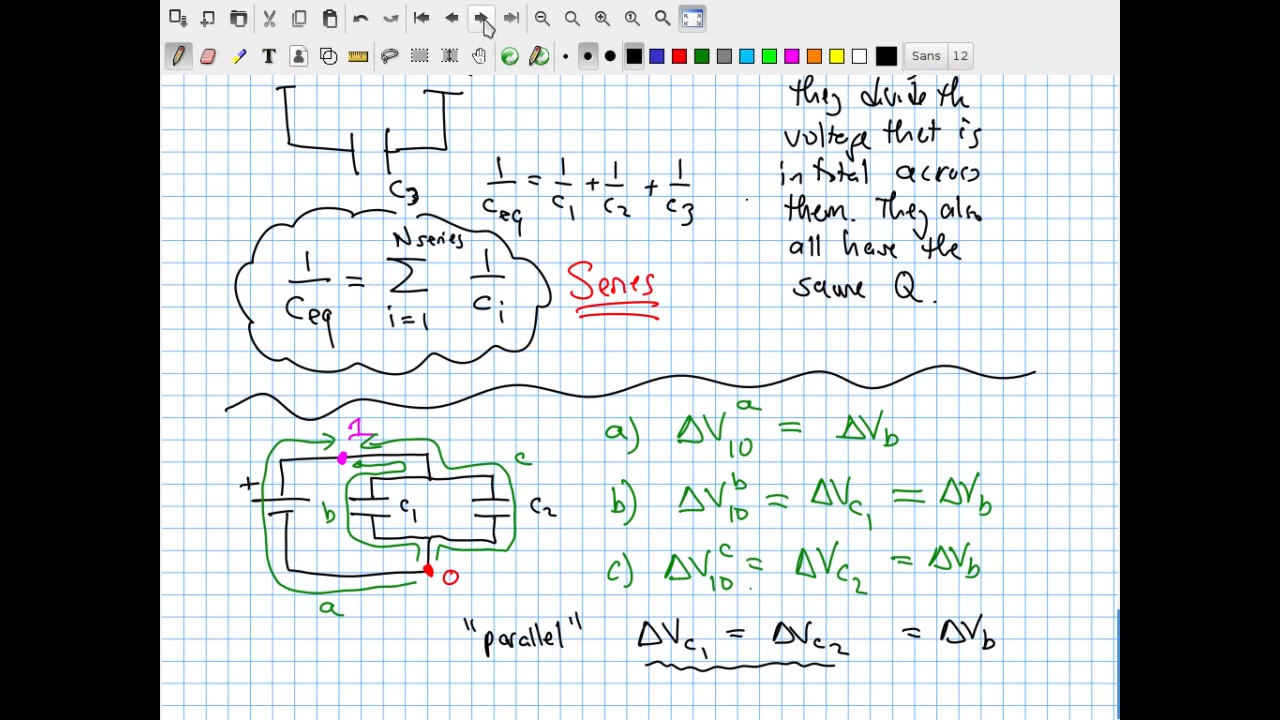 Sans 12
they divide th
voltage that is
in total across
them. They also
all have the
same Q.
C3
1/Ceq = 1/C1 + 1/C2 + 1/C3
1/Ceq = Σ (i=1, Nseries) 1/Ci
Series
1
+
b
C1
C2
c
0
a
a) ΔV10^a = ΔVb
b) ΔV10^b = ΔVC1 = ΔVb
c) ΔV10^c = ΔVC2 = ΔVb
"parallel" ΔVC1 = ΔVC2 = ΔVb